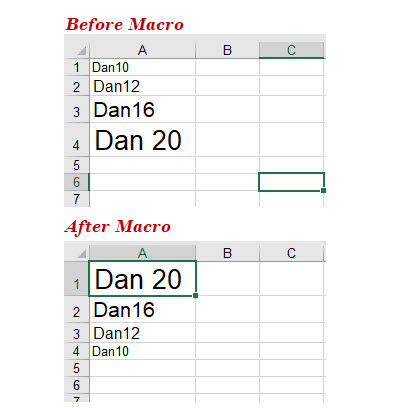 Before Macro
A B C
1 Dan10
2 Dan12
3 Dan16
4 Dan 20
5
6
7
After Macro
A B C
1 Dan 20
2 Dan16
3 Dan12
4 Dan10
5
6
7